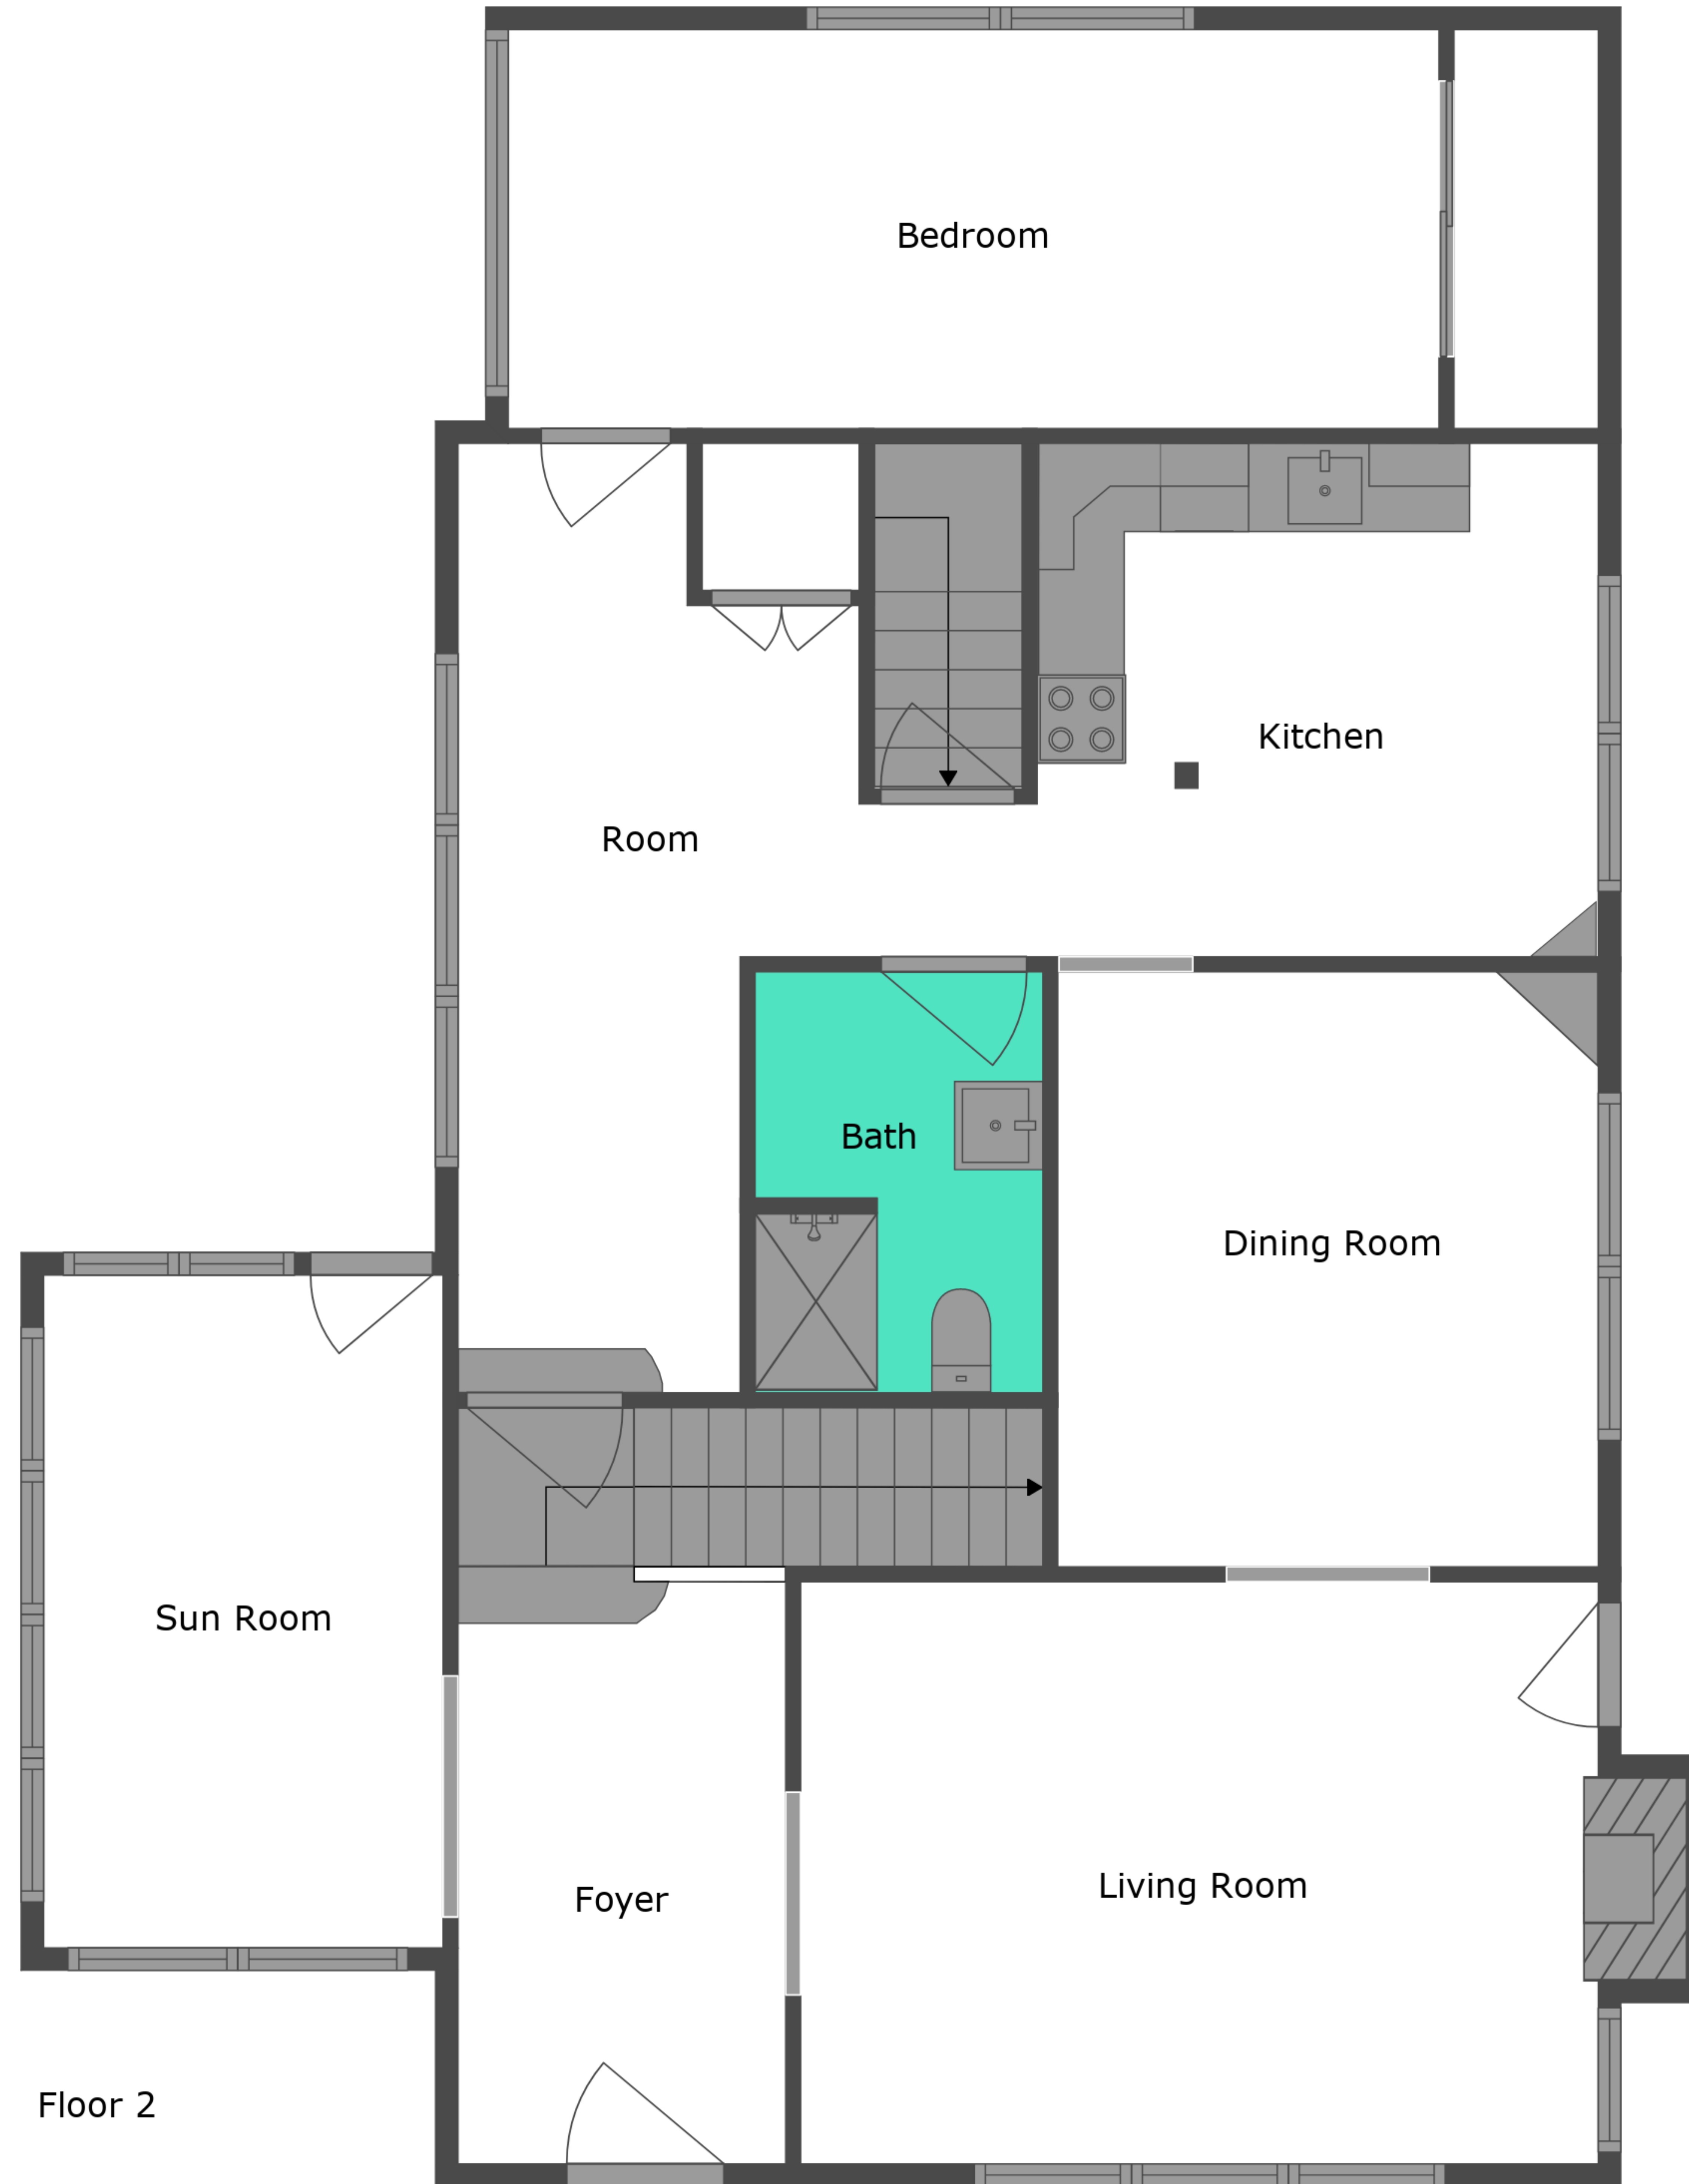 Bedroom
Kitchen
Room
Bath
Dining Room
Sun Room
Living Room
Foyer
Floor 2